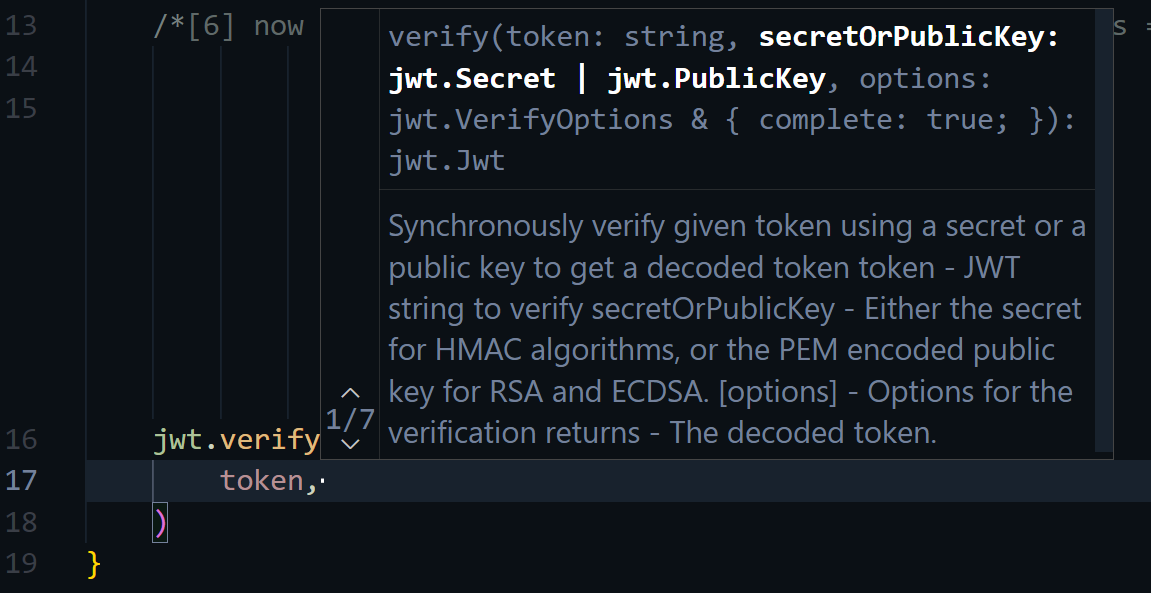 13 /*[6] now s =
14
15
verify(token: string, secretOrPublicKey:
jwt.Secret | jwt.PublicKey, options:
jwt.VerifyOptions & { complete: true; }):
jwt.Jwt
Synchronously verify given token using a secret or a
public key to get a decoded token token - JWT
string to verify secretOrPublicKey - Either the secret
for HMAC algorithms, or the PEM encoded public
key for RSA and ECDSA. [options] - Options for the
verification returns - The decoded token.
1/7
16 jwt.verify
17 token,
18 )
19 }